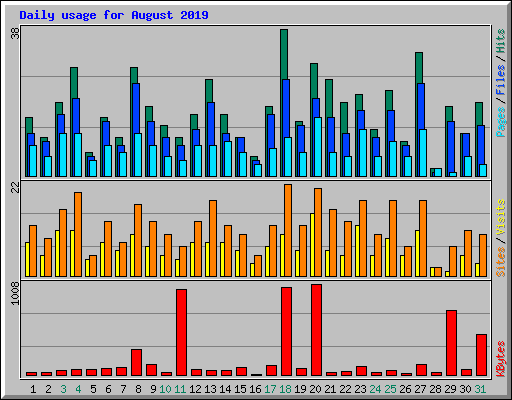 Daily usage for August 2019
38
Pages / Files / Hits
22
Sites / Visits
1008
KBytes
1 2 3 4 5 6 7 8 9 10 11 12 13 14 15 16 17 18 19 20 21 22 23 24 25 26 27 28 29 30 31